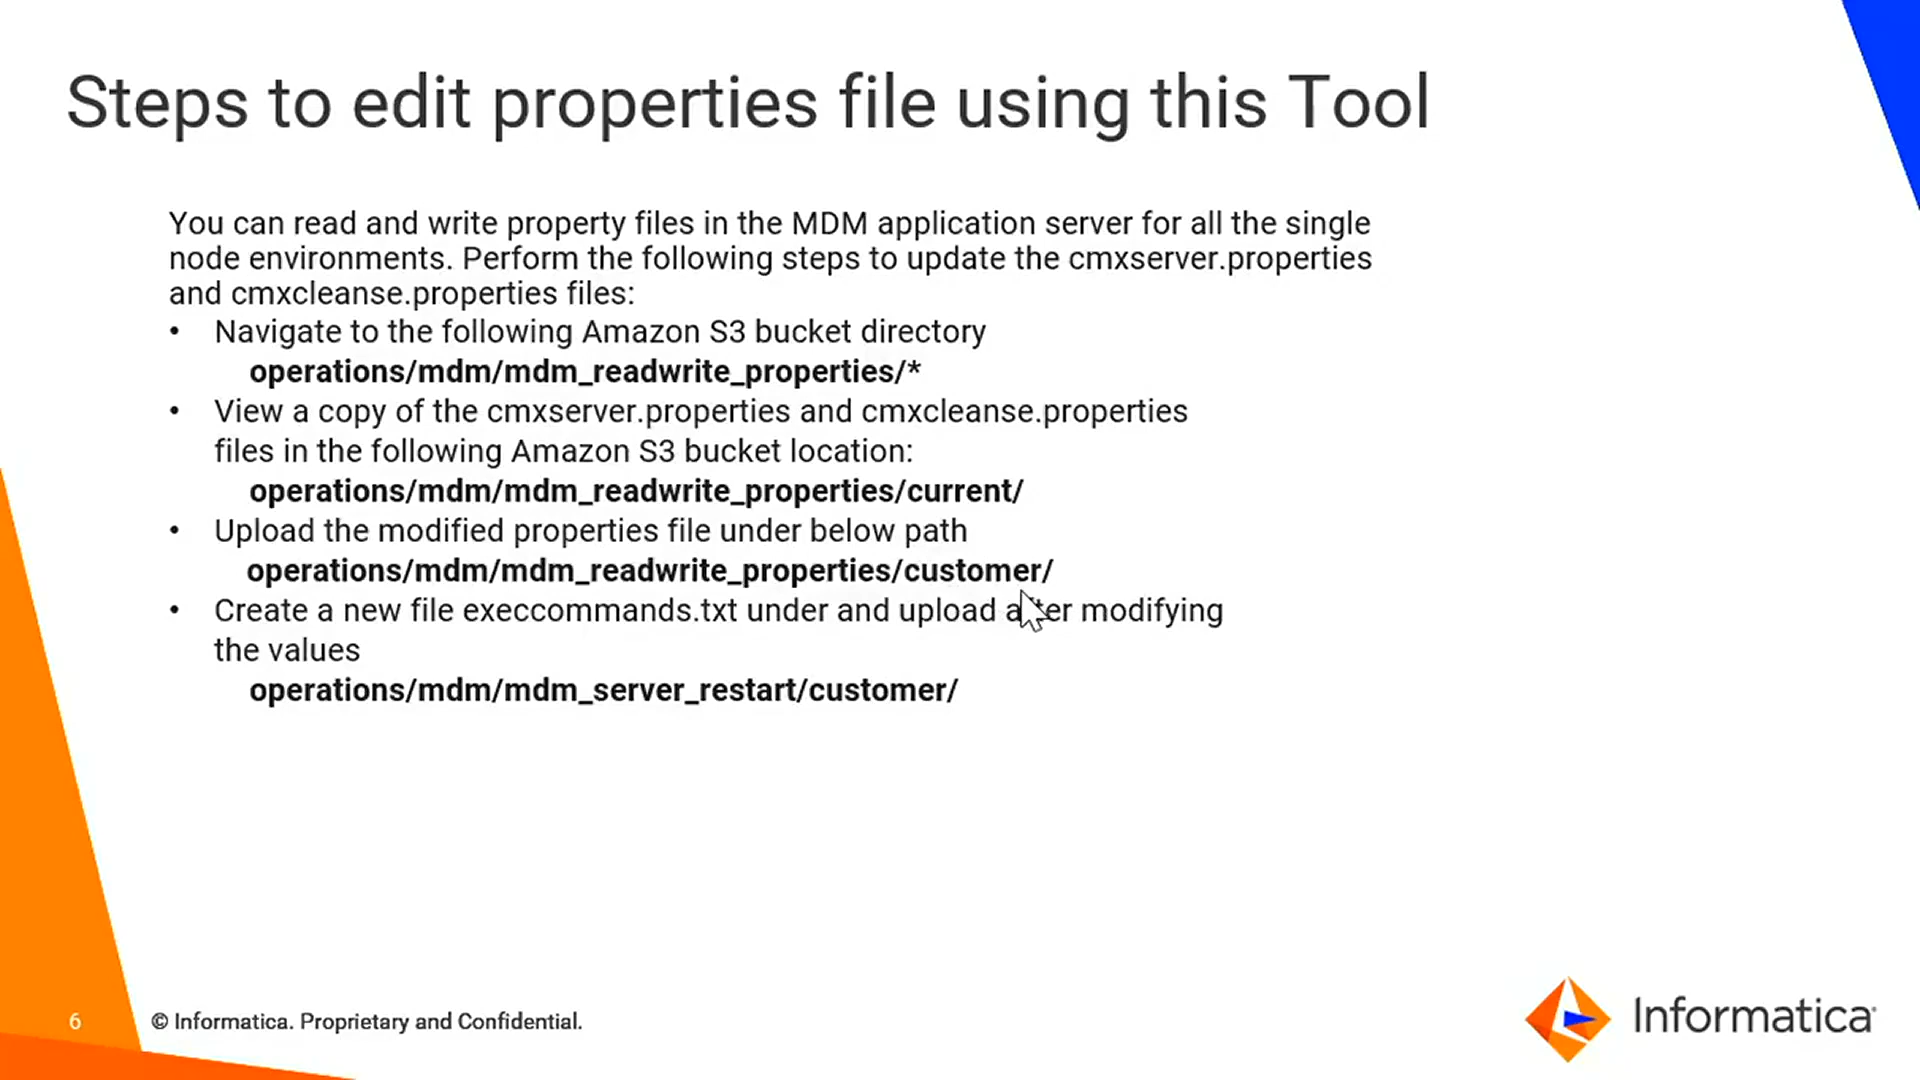 Steps to edit properties file using this Tool
You can read and write property files in the MDM application server for all the single
node environments. Perform the following steps to update the cmxserver.properties
and cmxcleanse.properties files:
• Navigate to the following Amazon S3 bucket directory
operations/mdm/mdm_readwrite_properties/*
• View a copy of the cmxserver.properties and cmxcleanse.properties
files in the following Amazon S3 bucket location:
operations/mdm/mdm_readwrite_properties/current/
• Upload the modified properties file under below path
operations/mdm/mdm_readwrite_properties/customer/
• Create a new file execcommands.txt under and upload after modifying
the values
operations/mdm/mdm_server_restart/customer/
6 © Informatica. Proprietary and Confidential.
Informatica